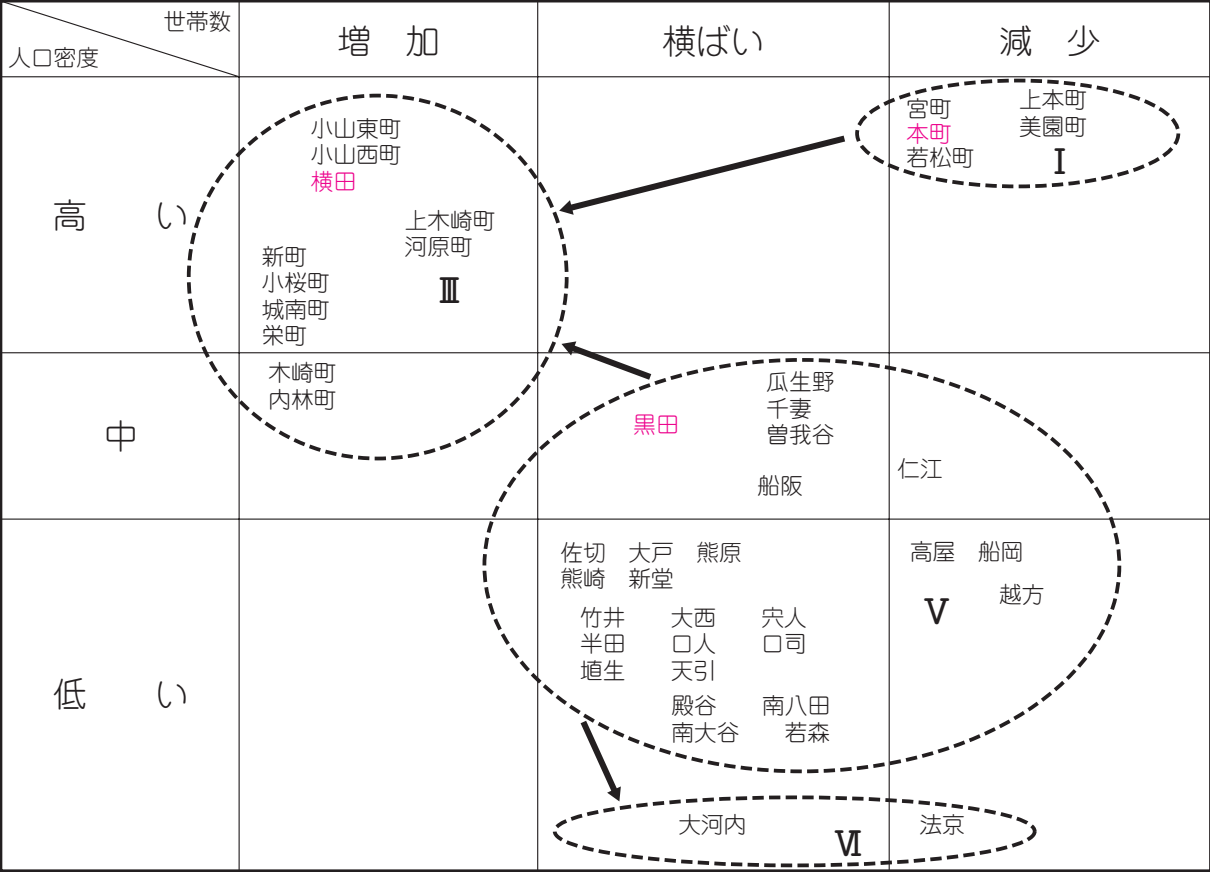 世帯数
人口密度
増 加
横ばい
減 少
高 い
小山東町
小山西町
横田
上木崎町
河原町
新町
小桜町
城南町
栄町
Ⅲ
宮町
本町
若松町
上本町
美園町
Ⅰ
中
木崎町
内林町
黒田
瓜生野
千妻
曽我谷
船阪
仁江
低 い
佐切 大戸 熊原
熊崎 新堂
竹井 大西 宍人
半田 口人 口司
埴生 天引
殿谷 南八田
南大谷 若森
高屋 船岡
越方
Ⅴ
大河内
Ⅵ
法京